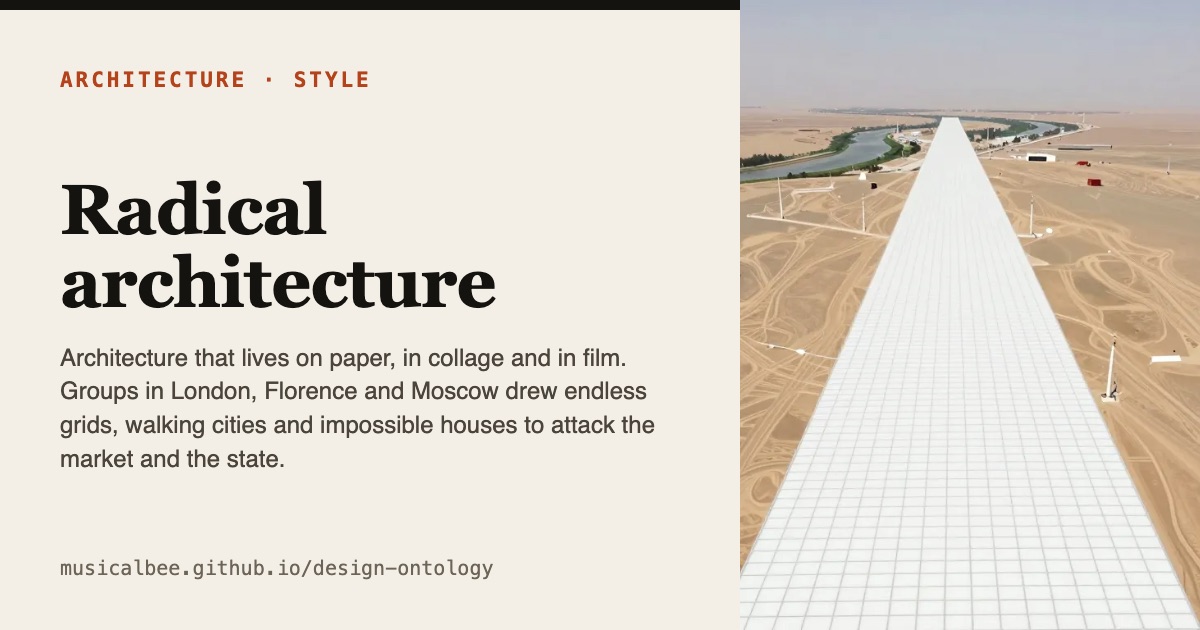 ARCHITECTURE · STYLE
Radical
architecture
Architecture that lives on paper, in collage and in film.
Groups in London, Florence and Moscow drew endless
grids, walking cities and impossible houses to attack the
market and the state.
musicalbee.github.io/design-ontology